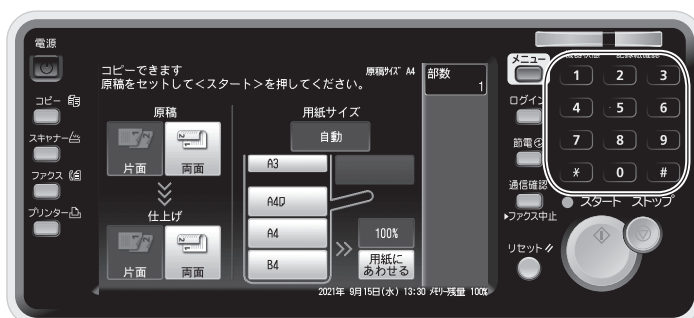 電源
コピー
スキャナー
ファクス
プリンター
コピーできます
原稿をセットして<スタート>を押してください。
原稿ｻｲｽﾞ A4
部数
1
原稿
片面
両面
仕上げ
片面
両面
用紙サイズ
自動
A3
A4
A4
B4
100%
用紙に
あわせる
2021年 9月15日(水) 13:30 ﾒﾓﾘｰ残量 100%
メニュー
ログイン
節電
通信確認
▶ファクス中止
リセット
1 2 3
4 5 6
7 8 9
* 0 #
スタート ストップ